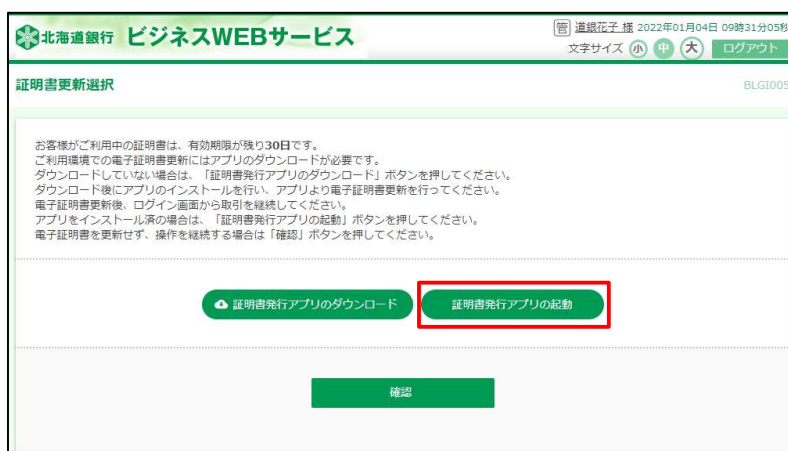 北海道銀行 ビジネスWEBサービス
管 道銀花子 様 2022年01月04日 09時31分05秒
文字サイズ 小 中 大 ログアウト
証明書更新選択
BLGI005
お客様がご利用中の証明書は、有効期限が残り30日です。
ご利用環境での電子証明書更新にはアプリのダウンロードが必要です。
ダウンロードしていない場合は、「証明書発行アプリのダウンロード」ボタンを押してください。
ダウンロード後にアプリのインストールを行い、アプリより電子証明書更新を行ってください。
電子証明書更新後、ログイン画面から取引を継続してください。
アプリをインストール済の場合は、「証明書発行アプリの起動」ボタンを押してください。
電子証明書を更新せず、操作を継続する場合は「確認」ボタンを押してください。
証明書発行アプリのダウンロード 証明書発行アプリの起動
確認